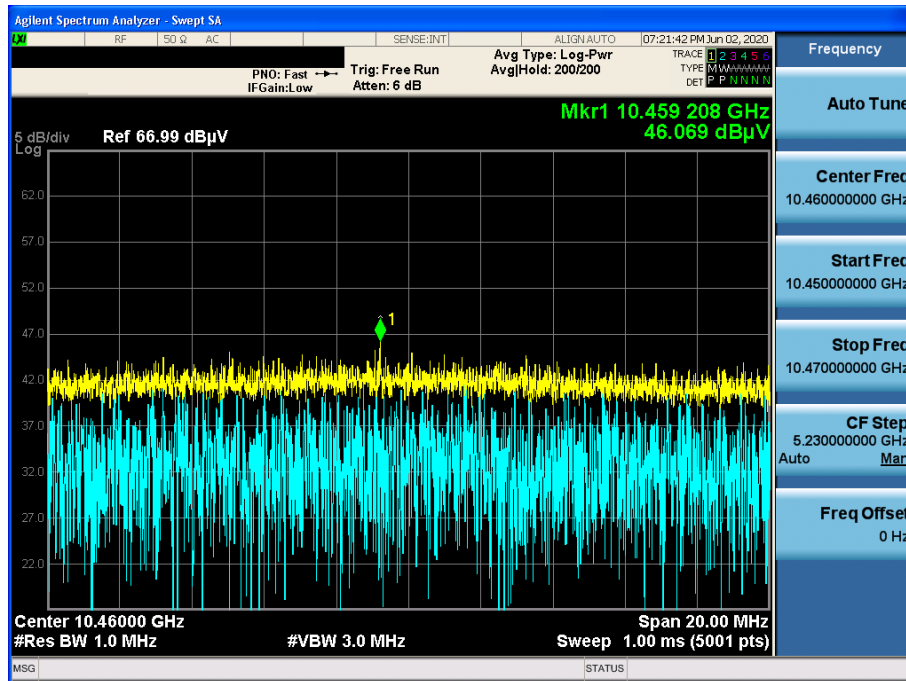 Agilent Spectrum Analyzer - Swept SA
LXI RF 50 Ω AC SENSE:INT ALIGN AUTO 07:21:42 PM Jun 02, 2020
PNO: Fast Trig: Free Run Avg Type: Log-Pwr TRACE 1 2 3 4 5 6
IFGain:Low Atten: 6 dB Avg|Hold: 200/200 TYPE M W
DET P P N N N N
Mkr1 10.459 208 GHz
46.069 dBµV
5 dB/div Ref 66.99 dBµV
Log
62.0
57.0
52.0
47.0
42.0
37.0
32.0
27.0
22.0
1
Center 10.46000 GHz Span 20.00 MHz
#Res BW 1.0 MHz #VBW 3.0 MHz Sweep 1.00 ms (5001 pts)
MSG STATUS
Frequency
Auto Tune
Center Freq
10.460000000 GHz
Start Freq
10.450000000 GHz
Stop Freq
10.470000000 GHz
CF Step
5.230000000 GHz
Auto Man
Freq Offset
0 Hz